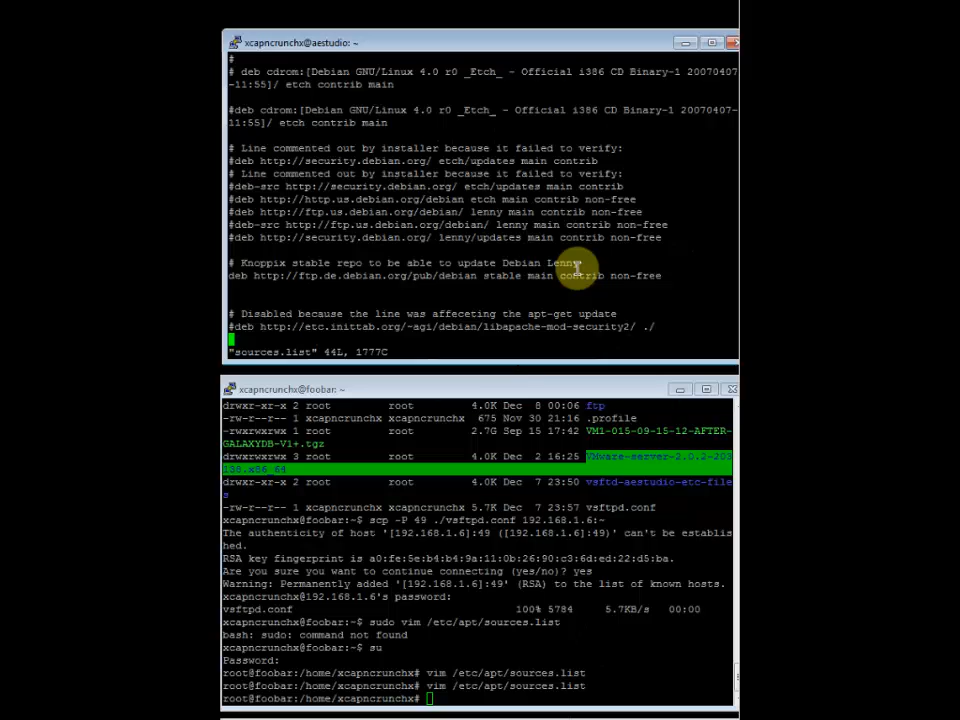 xcapncrunchx@aestudio: ~
#
# deb cdrom:[Debian GNU/Linux 4.0 r0 _Etch_ - Official i386 CD Binary-1 20070407
-11:55]/ etch contrib main
#deb cdrom:[Debian GNU/Linux 4.0 r0 _Etch_ - Official i386 CD Binary-1 20070407-
11:55]/ etch contrib main
# Line commented out by installer because it failed to verify:
#deb http://security.debian.org/ etch/updates main contrib
# Line commented out by installer because it failed to verify:
#deb-src http://security.debian.org/ etch/updates main contrib
#deb http://http.us.debian.org/debian etch main contrib non-free
#deb http://ftp.us.debian.org/debian/ lenny main contrib non-free
#deb-src http://ftp.us.debian.org/debian/ lenny main contrib non-free
#deb http://security.debian.org/ lenny/updates main contrib non-free
# Knoppix stable repo to be able to update Debian Lenny
deb http://ftp.de.debian.org/pub/debian stable main contrib non-free
# Disabled because the line was affeceting the apt-get update
#deb http://etc.inittab.org/~agi/debian/libapache-mod-security2/ ./
"sources.list" 44L, 1777C
xcapncrunchx@foobar: ~
drwxr-xr-x 2 root root 4.0K Dec 8 00:06 ftp
-rw-r--r-- 1 xcapncrunchx xcapncrunchx 675 Nov 30 21:16 .profile
-rwxrwxrwx 1 root root 2.7G Sep 15 17:42 VM1-015-09-15-12-AFTER-
GALAXYDB-V1+.tgz
drwxrwxrwx 3 root root 4.0K Dec 2 16:25 VMware-server-2.0.2-203
138.x86_64
drwxr-xr-x 2 root root 4.0K Dec 7 23:50 vsftd-aestudio-etc-file
s
-rw-r--r-- 1 xcapncrunchx xcapncrunchx 5.7K Dec 7 23:57 vsftpd.conf
xcapncrunchx@foobar:~$ scp -P 49 ./vsftpd.conf 192.168.1.6:~
The authenticity of host '[192.168.1.6]:49 ([192.168.1.6]:49)' can't be establis
hed.
RSA key fingerprint is a0:fe:5e:b4:b4:9a:11:0b:26:90:c3:6d:ed:22:d5:ba.
Are you sure you want to continue connecting (yes/no)? yes
Warning: Permanently added '[192.168.1.6]:49' (RSA) to the list of known hosts.
xcapncrunchx@192.168.1.6's password:
vsftpd.conf 100% 5784 5.7KB/s 00:00
xcapncrunchx@foobar:~$ sudo vim /etc/apt/sources.list
bash: sudo: command not found
xcapncrunchx@foobar:~$ su
Password:
root@foobar:/home/xcapncrunchx# vim /etc/apt/sources.list
root@foobar:/home/xcapncrunchx# vim /etc/apt/sources.list
root@foobar:/home/xcapncrunchx#